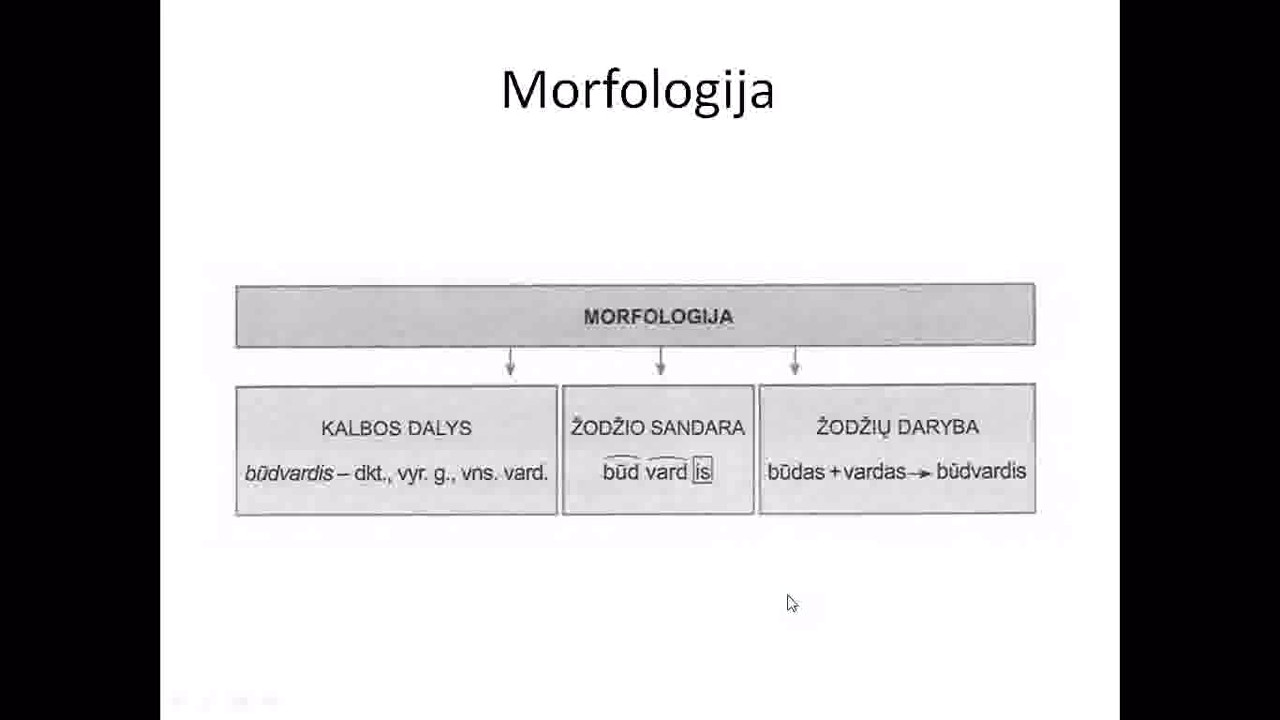 Morfologija
MORFOLOGIJA
KALBOS DALYS
būdvardis – dkt., vyr. g., vns. vard.
ŽODŽIO SANDARA
būd vard is
ŽODŽIŲ DARYBA
būdas + vardas → būdvardis